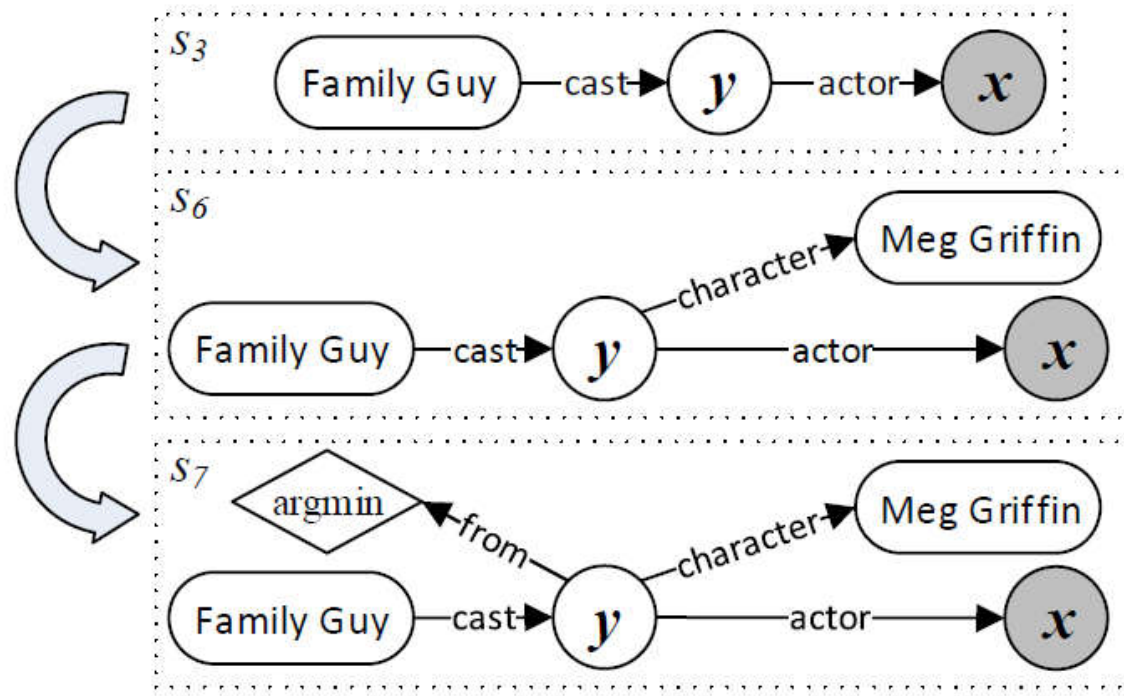 S3
Family Guy cast y actor x
S6
character Meg Griffin
Family Guy cast y actor x
S7
argmin from character Meg Griffin
Family Guy cast y actor x